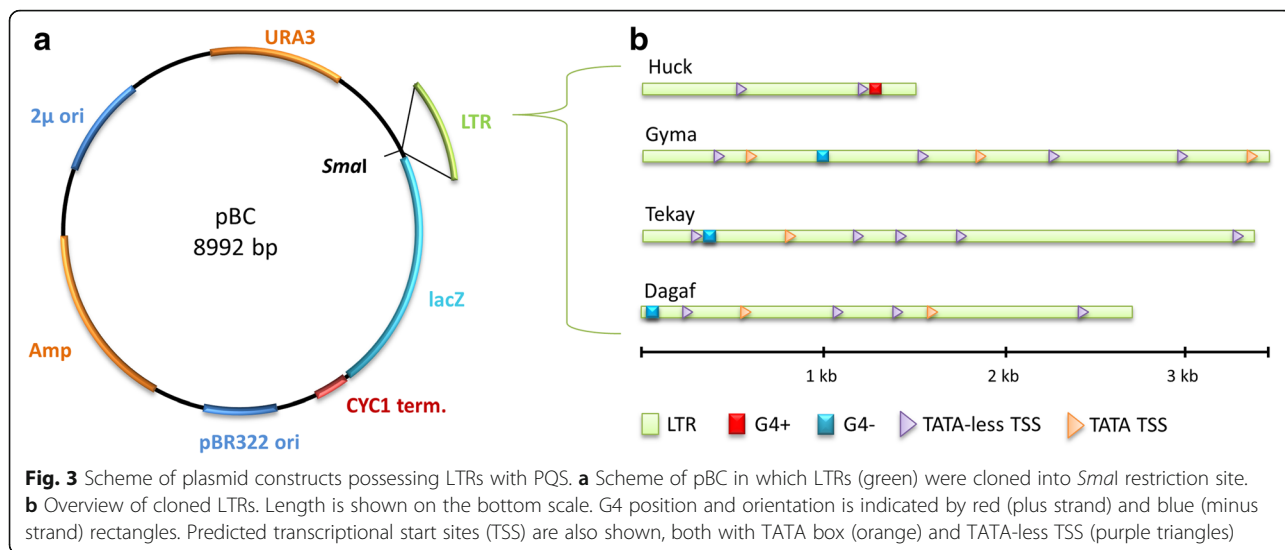 a
URA3
2µ ori
LTR
SmaI
pBC
8992 bp
lacZ
Amp
CYC1 term.
pBR322 ori
b
Huck
Gyma
Tekay
Dagaf
1 kb
2 kb
3 kb
LTR
G4+
G4-
TATA-less TSS
TATA TSS
Fig. 3 Scheme of plasmid constructs possessing LTRs with PQS. a Scheme of pBC in which LTRs (green) were cloned into SmaI restriction site.
b Overview of cloned LTRs. Length is shown on the bottom scale. G4 position and orientation is indicated by red (plus strand) and blue (minus
strand) rectangles. Predicted transcriptional start sites (TSS) are also shown, both with TATA box (orange) and TATA-less TSS (purple triangles)